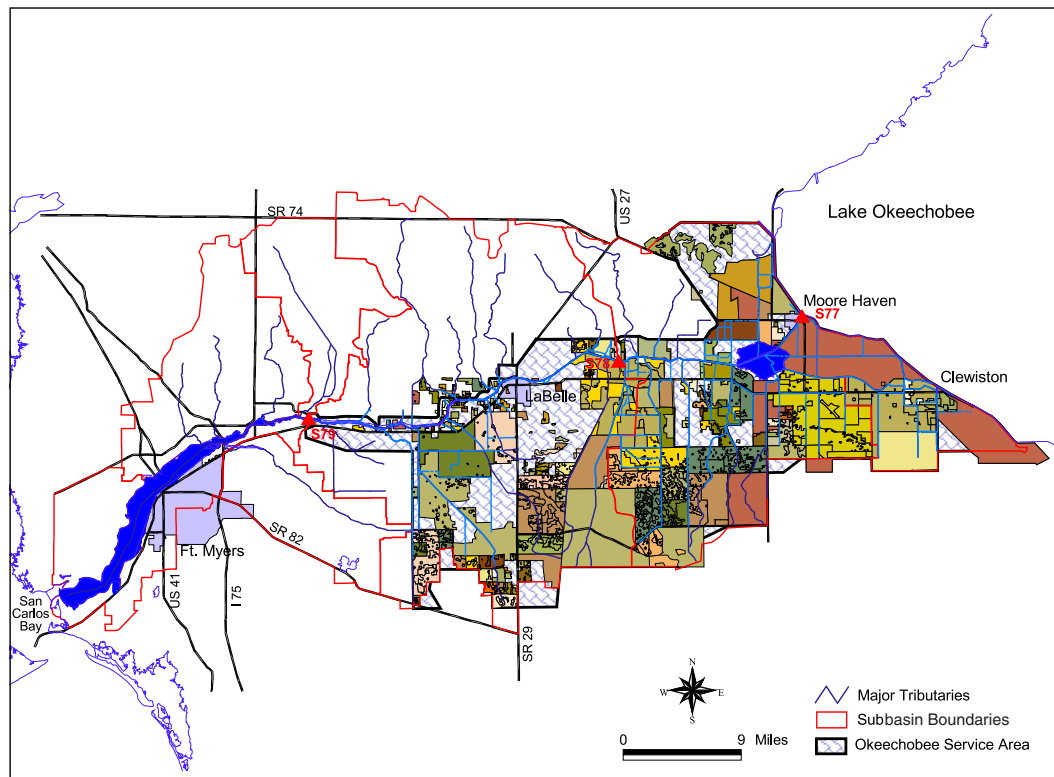 SR 74
US 27
Lake Okeechobee
Moore Haven
S77
S78
Clewiston
LaBelle
S79
Ft. Myers
SR 82
San
Carlos
Bay
US 41
I 75
SR 29
N
W
E
S
Major Tributaries
Subbasin Boundaries
0
9
Miles
Okeechobee Service Area